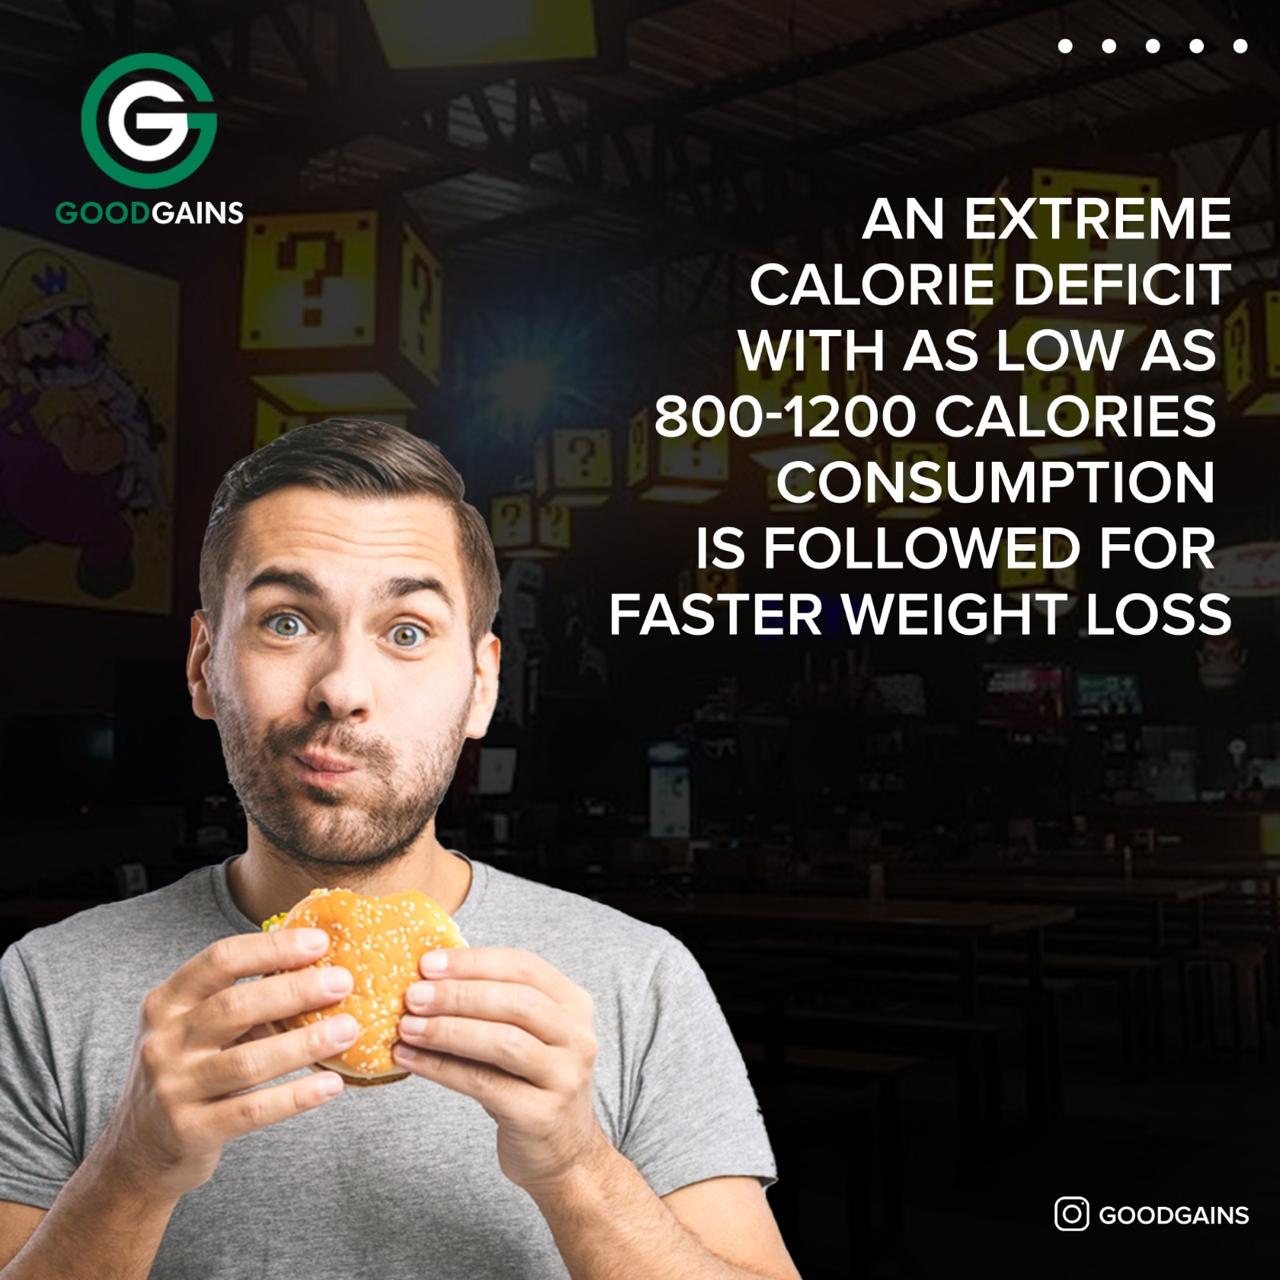 GOODGAINS
AN EXTREME
CALORIE DEFICIT
WITH AS LOW AS
800-1200 CALORIES
CONSUMPTION
IS FOLLOWED FOR
FASTER WEIGHT LOSS
GOODGAINS